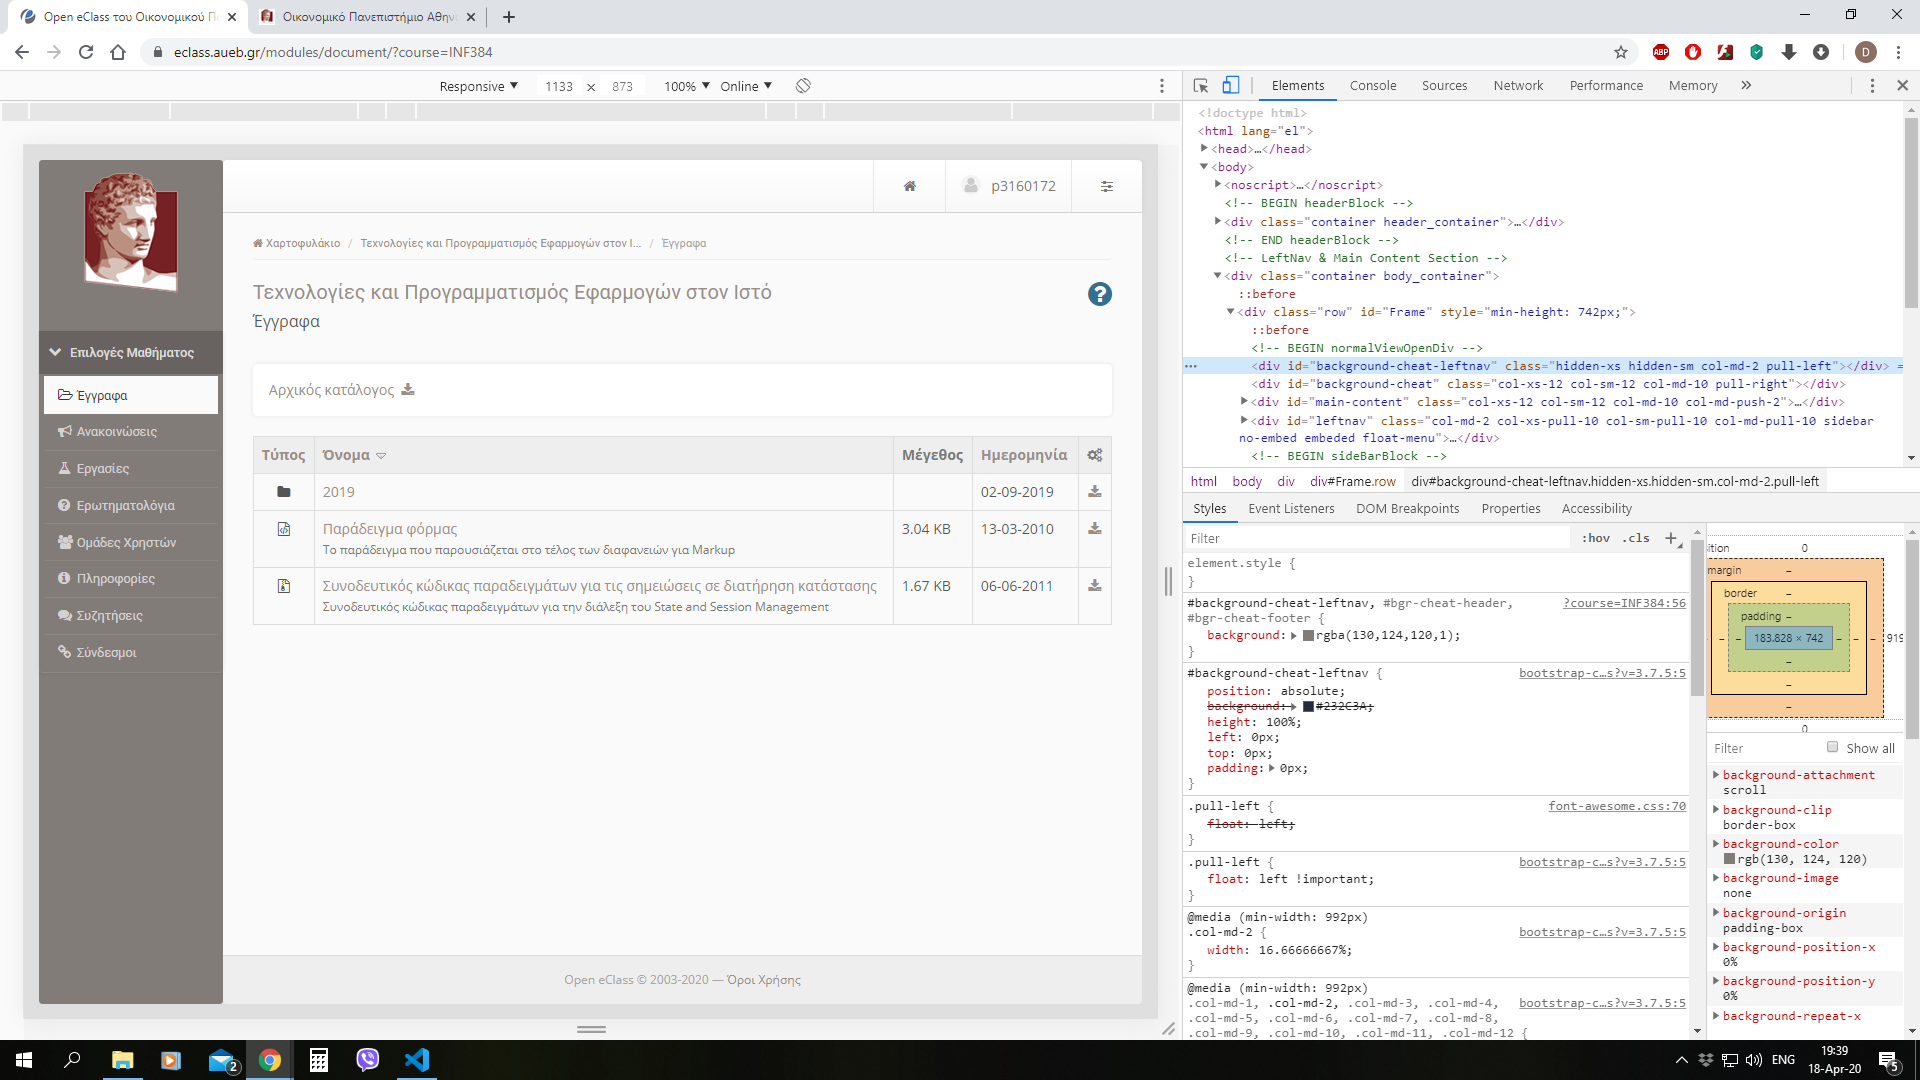 Open eClass του Οικονομικού Π
Οικονομικό Πανεπιστήμιο Αθην
eclass.aueb.gr/modules/document/?course=INF384
ABP
D
Responsive ▼ 1133 × 873 100% ▼ Online ▼
Elements Console Sources Network Performance Memory »
<!doctype html>
<html lang="el">
<head>…</head>
<body>
<noscript>…</noscript>
<!-- BEGIN headerBlock -->
<div class="container header_container">…</div>
<!-- END headerBlock -->
<!-- LeftNav & Main Content Section -->
<div class="container body_container">
::before
<div class="row" id="Frame" style="min-height: 742px;">
::before
<!-- BEGIN normalViewOpenDiv -->
<div id="background-cheat-leftnav" class="hidden-xs hidden-sm col-md-2 pull-left"></div> =
<div id="background-cheat" class="col-xs-12 col-sm-12 col-md-10 pull-right"></div>
<div id="main-content" class="col-xs-12 col-sm-12 col-md-10 col-md-push-2">…</div>
<div id="leftnav" class="col-md-2 col-xs-pull-10 col-sm-pull-10 col-md-pull-10 sidebar
no-embed embeded float-menu">…</div>
<!-- BEGIN sideBarBlock -->
html body div div#Frame.row div#background-cheat-leftnav.hidden-xs.hidden-sm.col-md-2.pull-left
Styles Event Listeners DOM Breakpoints Properties Accessibility
Filter :hov .cls +
element.style {
}
#background-cheat-leftnav, #bgr-cheat-header, ?course=INF384:56
#bgr-cheat-footer {
background: rgba(130,124,120,1);
}
#background-cheat-leftnav { bootstrap-c…s?v=3.7.5:5
position: absolute;
background: #232C3A;
height: 100%;
left: 0px;
top: 0px;
padding: 0px;
}
.pull-left { font-awesome.css:70
float: left;
}
.pull-left { bootstrap-c…s?v=3.7.5:5
float: left !important;
}
@media (min-width: 992px)
.col-md-2 { bootstrap-c…s?v=3.7.5:5
width: 16.66666667%;
}
@media (min-width: 992px)
.col-md-1, .col-md-2, .col-md-3, .col-md-4, bootstrap-c…s?v=3.7.5:5
.col-md-5, .col-md-6, .col-md-7, .col-md-8,
.col-md-9, .col-md-10, .col-md-11, .col-md-12 {
ition 0
margin –
border –
padding –
– – 183.828 × 742 – – – 919
–
–
–
0
Filter Show all
background-attachment
scroll
background-clip
border-box
background-color
rgb(130, 124, 120)
background-image
none
background-origin
padding-box
background-position-x
0%
background-position-y
0%
background-repeat-x
p3160172
Χαρτοφυλάκιο / Τεχνολογίες και Προγραμματισμός Εφαρμογών στον Ι... / Έγγραφα
Τεχνολογίες και Προγραμματισμός Εφαρμογών στον Ιστό
Έγγραφα
Αρχικός κατάλογος
Επιλογές Μαθήματος
Έγγραφα
Ανακοινώσεις
Εργασίες
Ερωτηματολόγια
Ομάδες Χρηστών
Πληροφορίες
Συζητήσεις
Σύνδεσμοι
Τύπος Όνομα Μέγεθος Ημερομηνία
2019 02-09-2019
Παράδειγμα φόρμας 3.04 KB 13-03-2010
Το παράδειγμα που παρουσιάζεται στο τέλος των διαφανειών για Markup
Συνοδευτικός κώδικας παραδειγμάτων για τις σημειώσεις σε διατήρηση κατάστασης 1.67 KB 06-06-2011
Συνοδευτικός κώδικας παραδειγμάτων για την διάλεξη του State and Session Management
Open eClass © 2003-2020 — Όροι Χρήσης
2
ENG
19:39
18-Apr-20
5